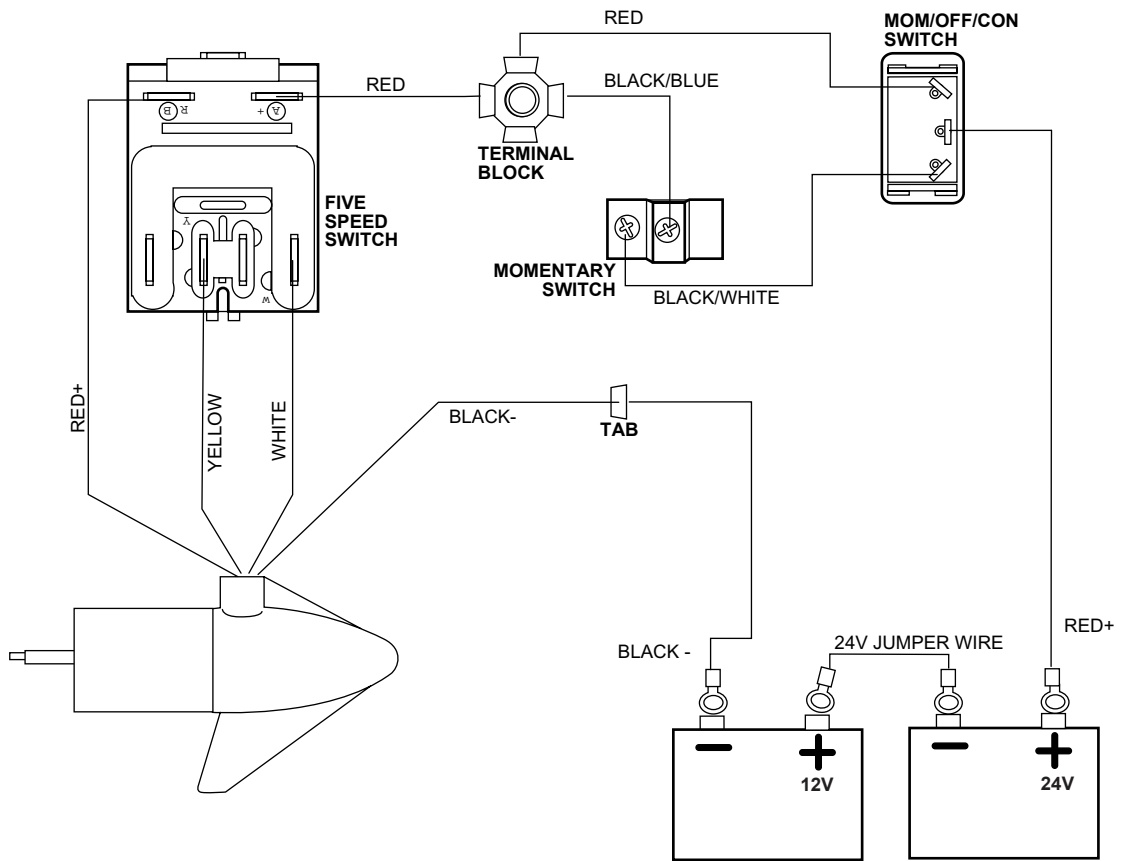 RED
MOM/OFF/CON
SWITCH
RED
BLACK/BLUE
B R
+ A
TERMINAL
BLOCK
FIVE
SPEED
SWITCH
Y
MOMENTARY
SWITCH
W
BLACK/WHITE
RED+
YELLOW
WHITE
BLACK-
TAB
BLACK -
24V JUMPER WIRE
RED+
− +
12V
− +
24V